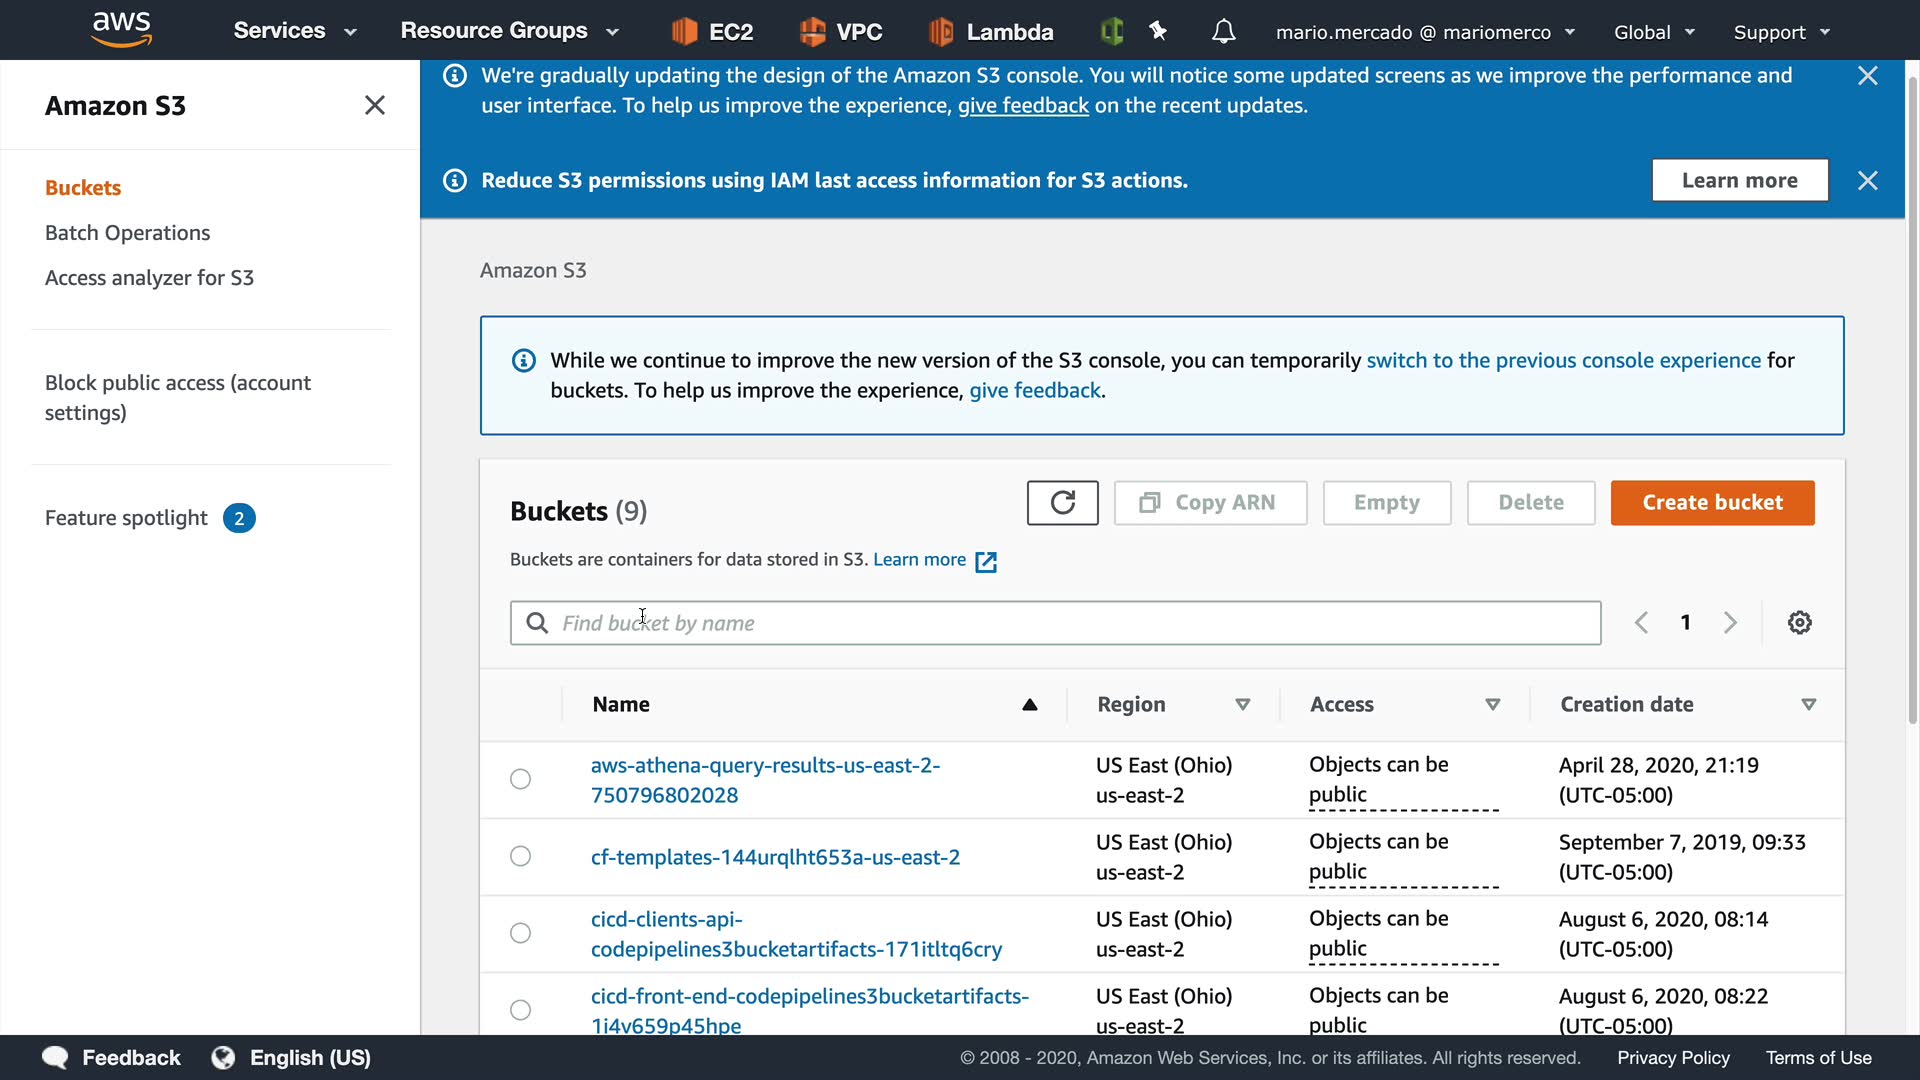 aws
Services
Resource Groups
EC2
VPC
Lambda
mario.mercado @ mariomerco
Global
Support
Amazon S3
Buckets
Batch Operations
Access analyzer for S3
Block public access (account
settings)
Feature spotlight 2
We're gradually updating the design of the Amazon S3 console. You will notice some updated screens as we improve the performance and
user interface. To help us improve the experience, give feedback on the recent updates.
Reduce S3 permissions using IAM last access information for S3 actions.
Learn more
Amazon S3
While we continue to improve the new version of the S3 console, you can temporarily switch to the previous console experience for
buckets. To help us improve the experience, give feedback.
Buckets (9)
Copy ARN
Empty
Delete
Create bucket
Buckets are containers for data stored in S3. Learn more
Find bucket by name
1
Name
Region
Access
Creation date
aws-athena-query-results-us-east-2-
750796802028
US East (Ohio)
us-east-2
Objects can be
public
April 28, 2020, 21:19
(UTC-05:00)
cf-templates-144urqlht653a-us-east-2
US East (Ohio)
us-east-2
Objects can be
public
September 7, 2019, 09:33
(UTC-05:00)
cicd-clients-api-
codepipelines3bucketartifacts-171itltq6cry
US East (Ohio)
us-east-2
Objects can be
public
August 6, 2020, 08:14
(UTC-05:00)
cicd-front-end-codepipelines3bucketartifacts-
1i4v659p45hpe
US East (Ohio)
us-east-2
Objects can be
public
August 6, 2020, 08:22
(UTC-05:00)
Feedback
English (US)
© 2008 - 2020, Amazon Web Services, Inc. or its affiliates. All rights reserved.
Privacy Policy
Terms of Use